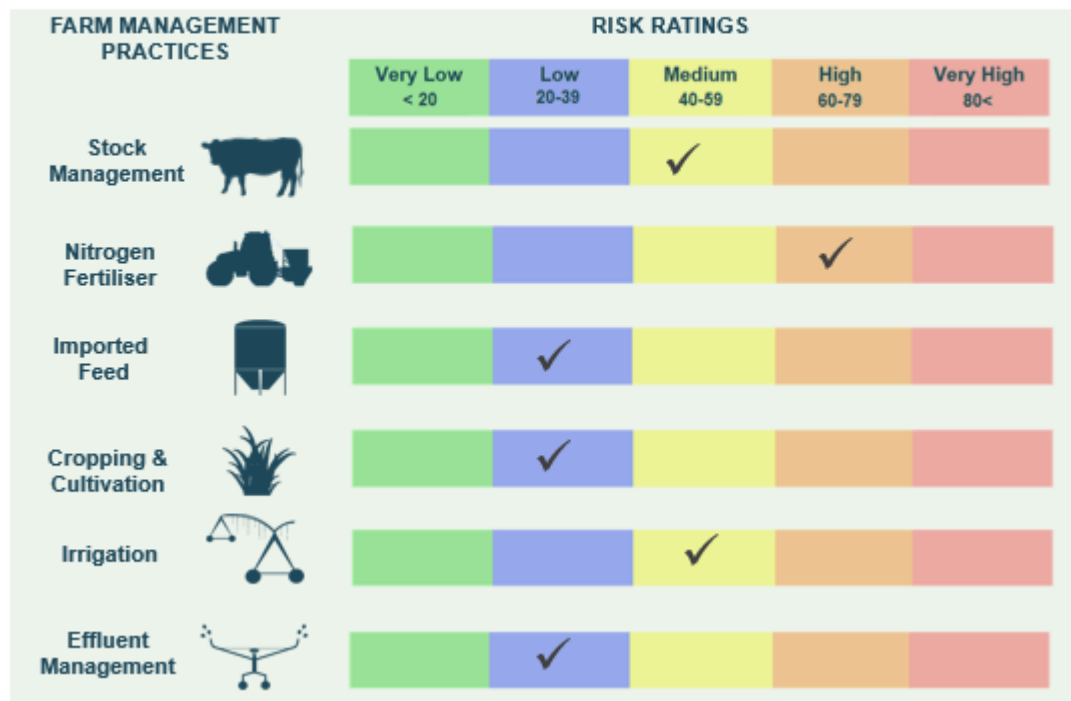 FARM MANAGEMENT
PRACTICES
RISK RATINGS
Very Low
< 20
Low
20-39
Medium
40-59
High
60-79
Very High
80<
Stock
Management
Nitrogen
Fertiliser
Imported
Feed
Cropping &
Cultivation
Irrigation
Effluent
Management